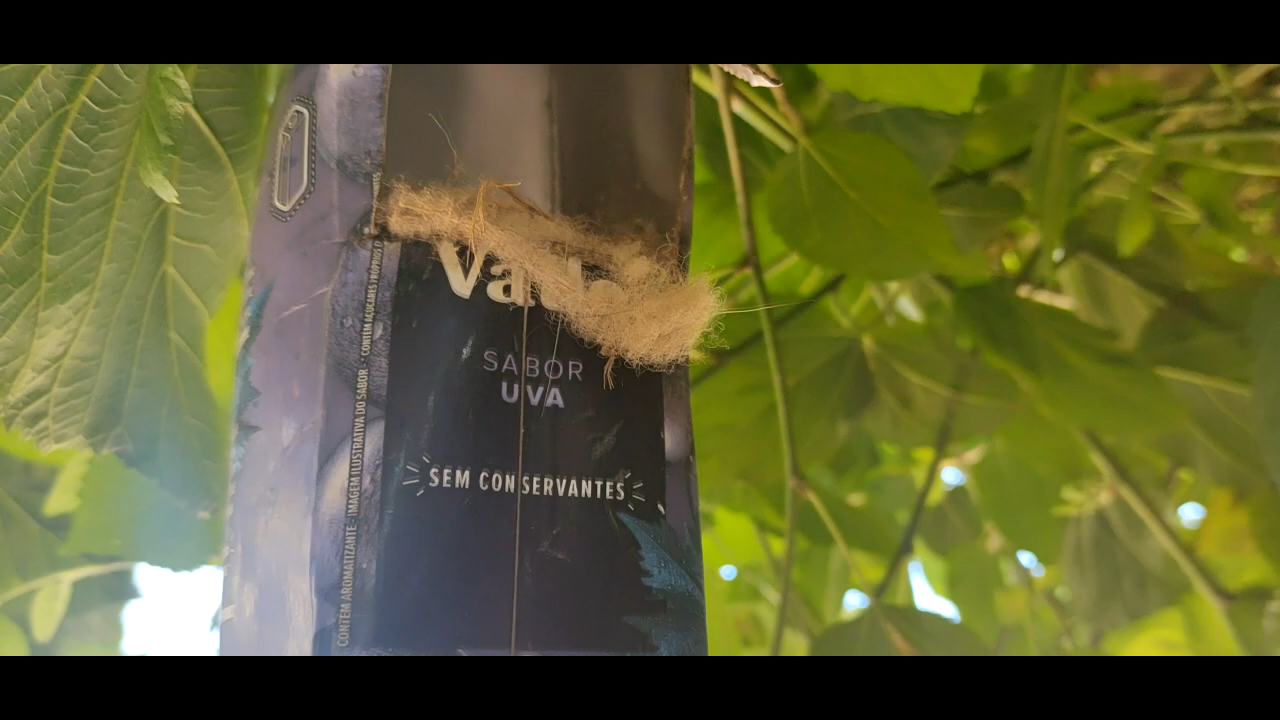 SABOR
UVA
SEM CONSERVANTES
CONTÉM AROMATIZANTE - IMAGEM ILUSTRATIVA DO SABOR - CONTÉM AÇÚCARES PRÓPRIOS D